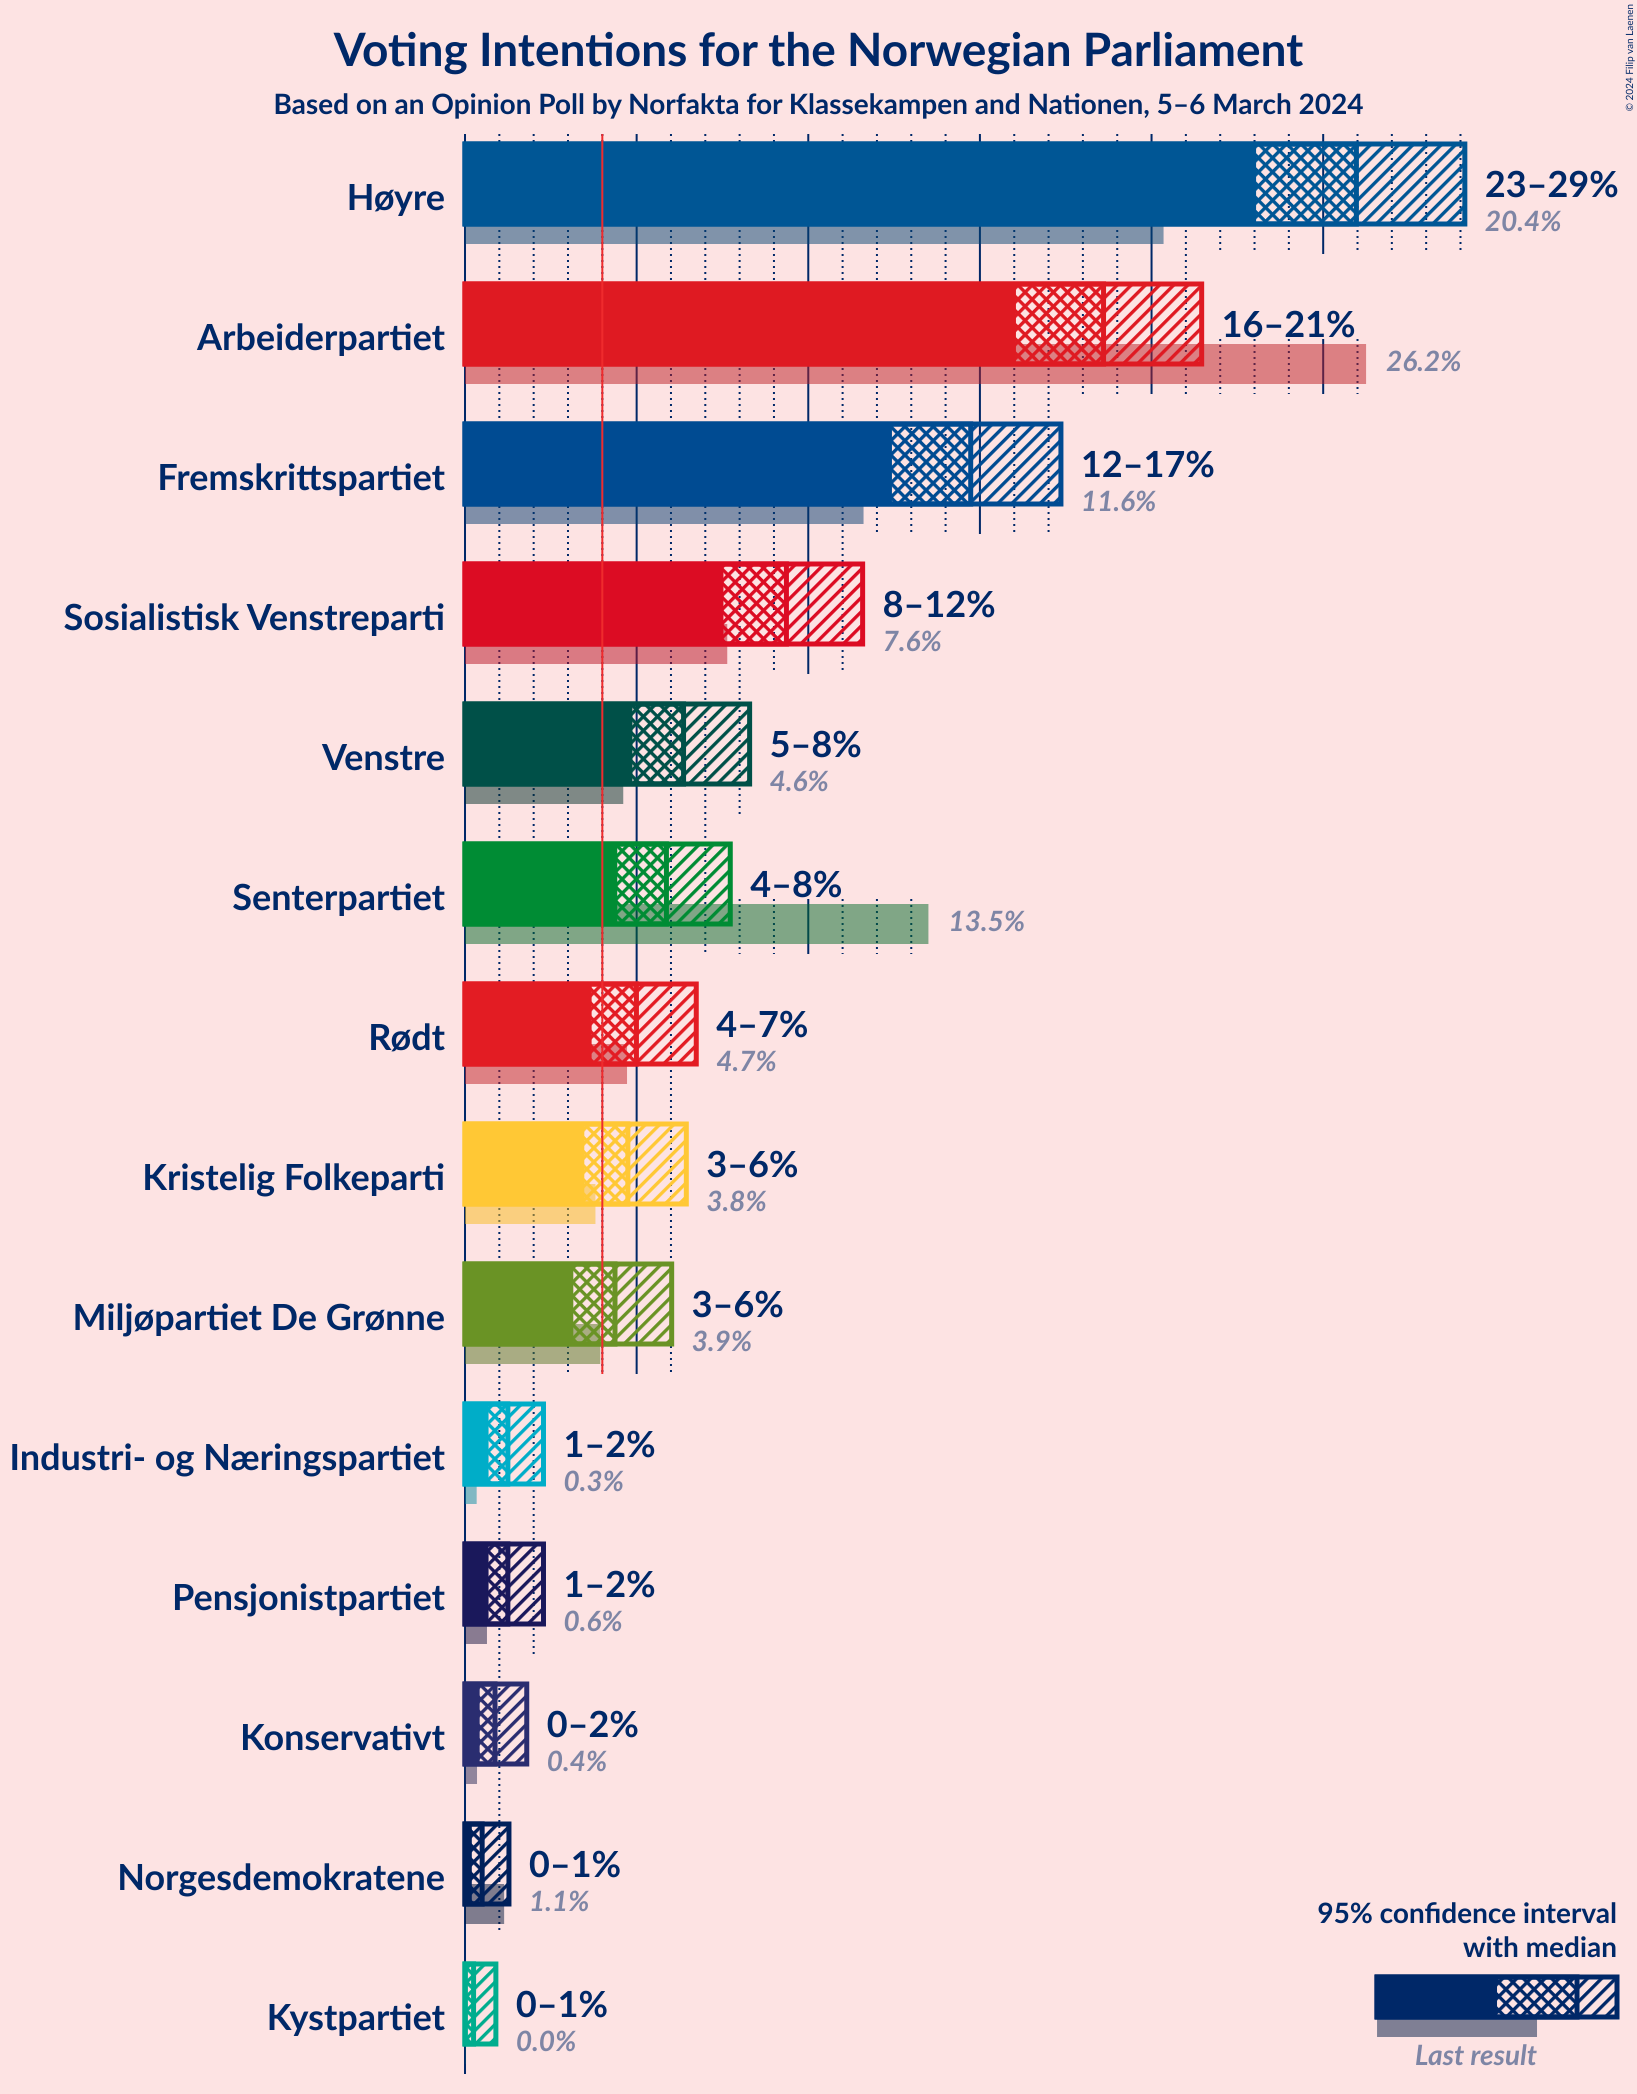 Voting Intentions for the Norwegian Parliament
Based on an Opinion Poll by Norfakta for Klassekampen and Nationen, 5–6 March 2024
© 2024 Filip van Laenen
Høyre
23–29%
20.4%
Arbeiderpartiet
16–21%
26.2%
Fremskrittspartiet
12–17%
11.6%
Sosialistisk Venstreparti
8–12%
7.6%
Venstre
5–8%
4.6%
Senterpartiet
4–8%
13.5%
Rødt
4–7%
4.7%
Kristelig Folkeparti
3–6%
3.8%
Miljøpartiet De Grønne
3–6%
3.9%
Industri- og Næringspartiet
1–2%
0.3%
Pensjonistpartiet
1–2%
0.6%
Konservativt
0–2%
0.4%
Norgesdemokratene
0–1%
1.1%
Kystpartiet
0–1%
0.0%
95% confidence interval
with median
Last result